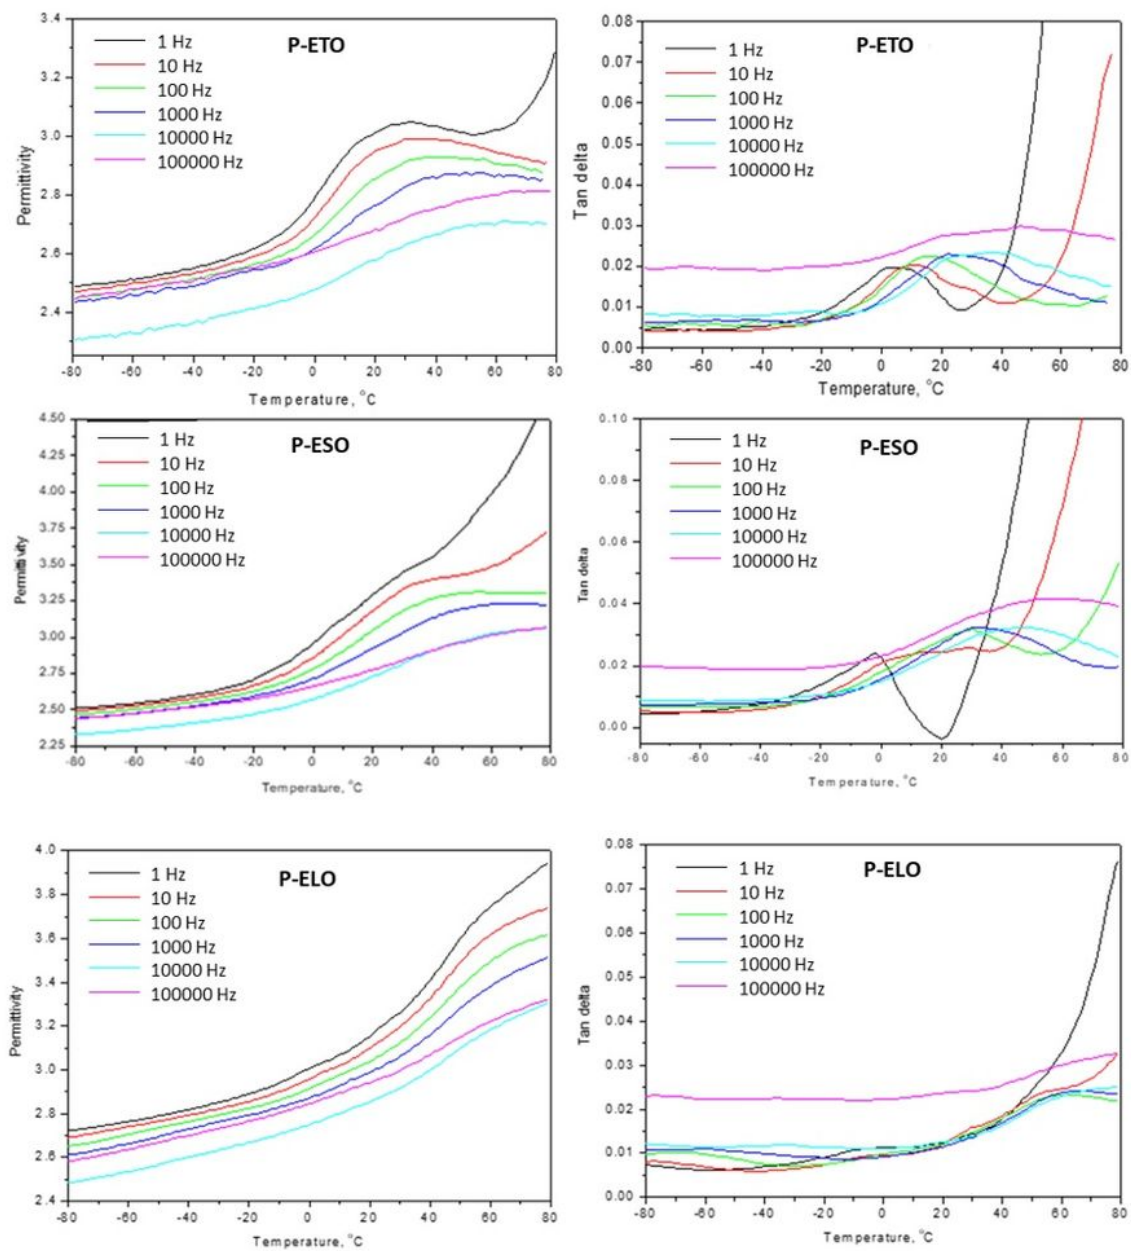 P-ETO
1 Hz
10 Hz
100 Hz
1000 Hz
10000 Hz
100000 Hz
Permittivity
3.4
3.2
3.0
2.8
2.6
2.4
-80 -60 -40 -20 0 20 40 60 80
Temperature, °C
P-ETO
1 Hz
10 Hz
100 Hz
1000 Hz
10000 Hz
100000 Hz
Tan delta
0.08
0.07
0.06
0.05
0.04
0.03
0.02
0.01
0.00
-80 -60 -40 -20 0 20 40 60 80
Temperature, °C
P-ESO
1 Hz
10 Hz
100 Hz
1000 Hz
10000 Hz
100000 Hz
Permittivity
4.50
4.25
4.00
3.75
3.50
3.25
3.00
2.75
2.50
2.25
-80 -60 -40 -20 0 20 40 60 80
Temperature, °C
P-ESO
1 Hz
10 Hz
100 Hz
1000 Hz
10000 Hz
100000 Hz
Tan delta
0.10
0.08
0.06
0.04
0.02
0.00
-80 -60 -40 -20 0 20 40 60 80
Temperature, °C
P-ELO
1 Hz
10 Hz
100 Hz
1000 Hz
10000 Hz
100000 Hz
Permittivity
4.0
3.8
3.6
3.4
3.2
3.0
2.8
2.6
2.4
-80 -60 -40 -20 0 20 40 60 80
Temperature, °C
P-ELO
1 Hz
10 Hz
100 Hz
1000 Hz
10000 Hz
100000 Hz
Tan delta
0.08
0.07
0.06
0.05
0.04
0.03
0.02
0.01
0.00
-80 -60 -40 -20 0 20 40 60 80
Temperature, °C